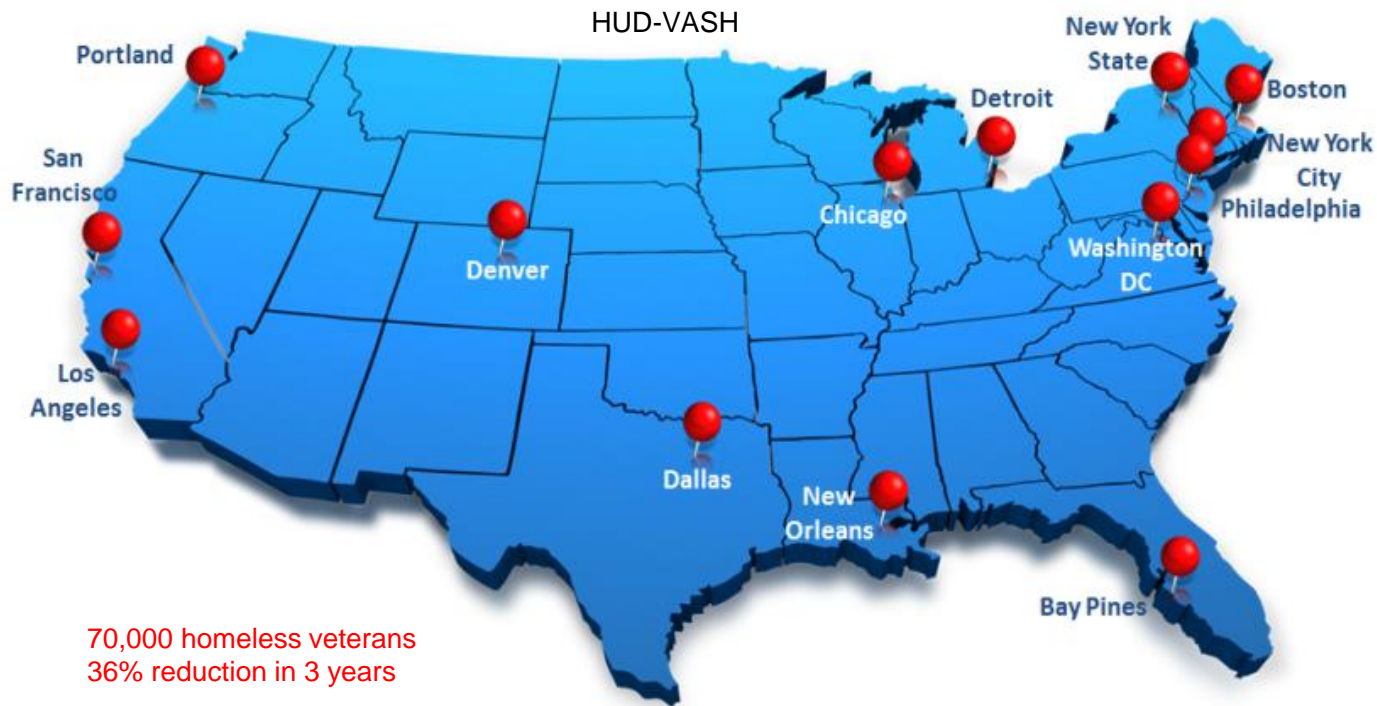 HUD-VASH
New York
State
Portland
Boston
Detroit
New York
City
San
Francisco
Philadelphia
Chicago
Washington
DC
Denver
Los
Angeles
Dallas
New
Orleans
Bay Pines
70,000 homeless veterans
36% reduction in 3 years